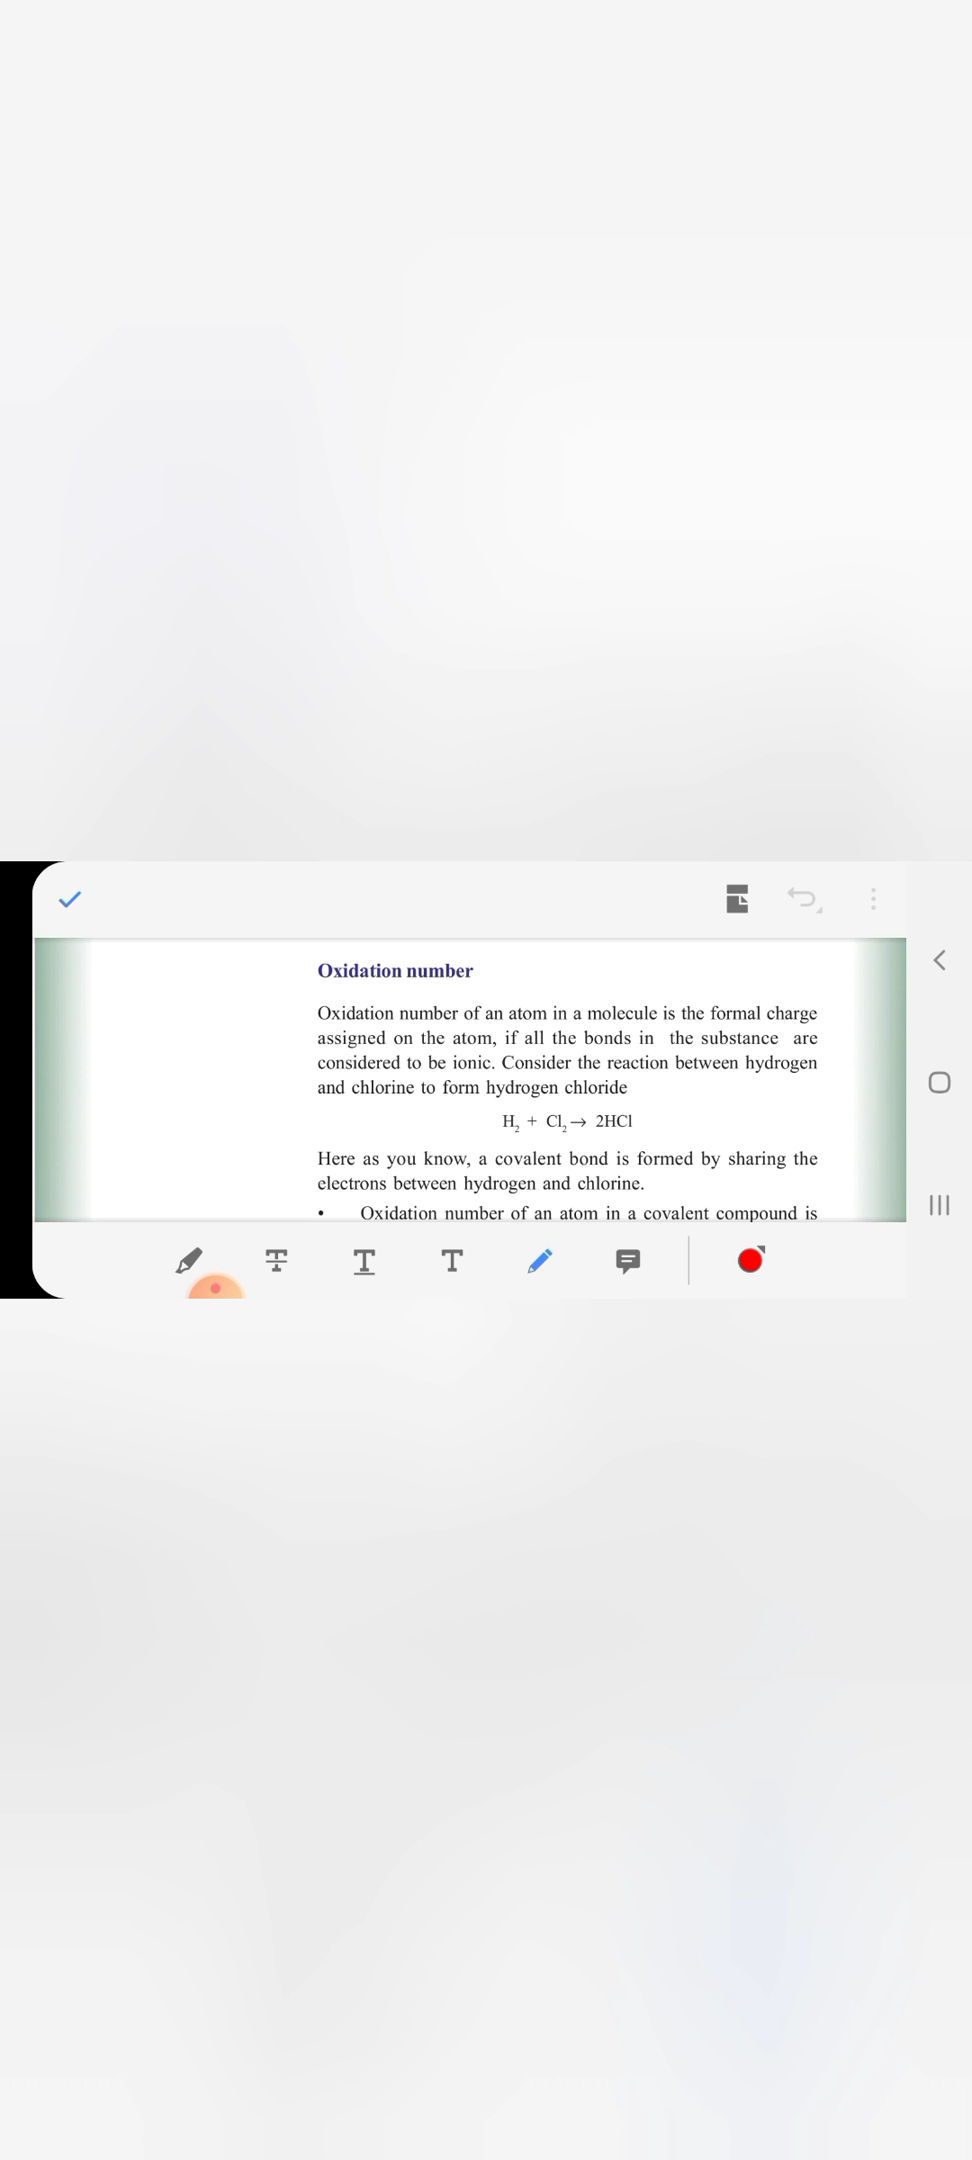 Oxidation number
Oxidation number of an atom in a molecule is the formal charge
assigned on the atom, if all the bonds in the substance are
considered to be ionic. Consider the reaction between hydrogen
and chlorine to form hydrogen chloride
H₂ + Cl₂ → 2HCl
Here as you know, a covalent bond is formed by sharing the
electrons between hydrogen and chlorine.
• Oxidation number of an atom in a covalent compound is